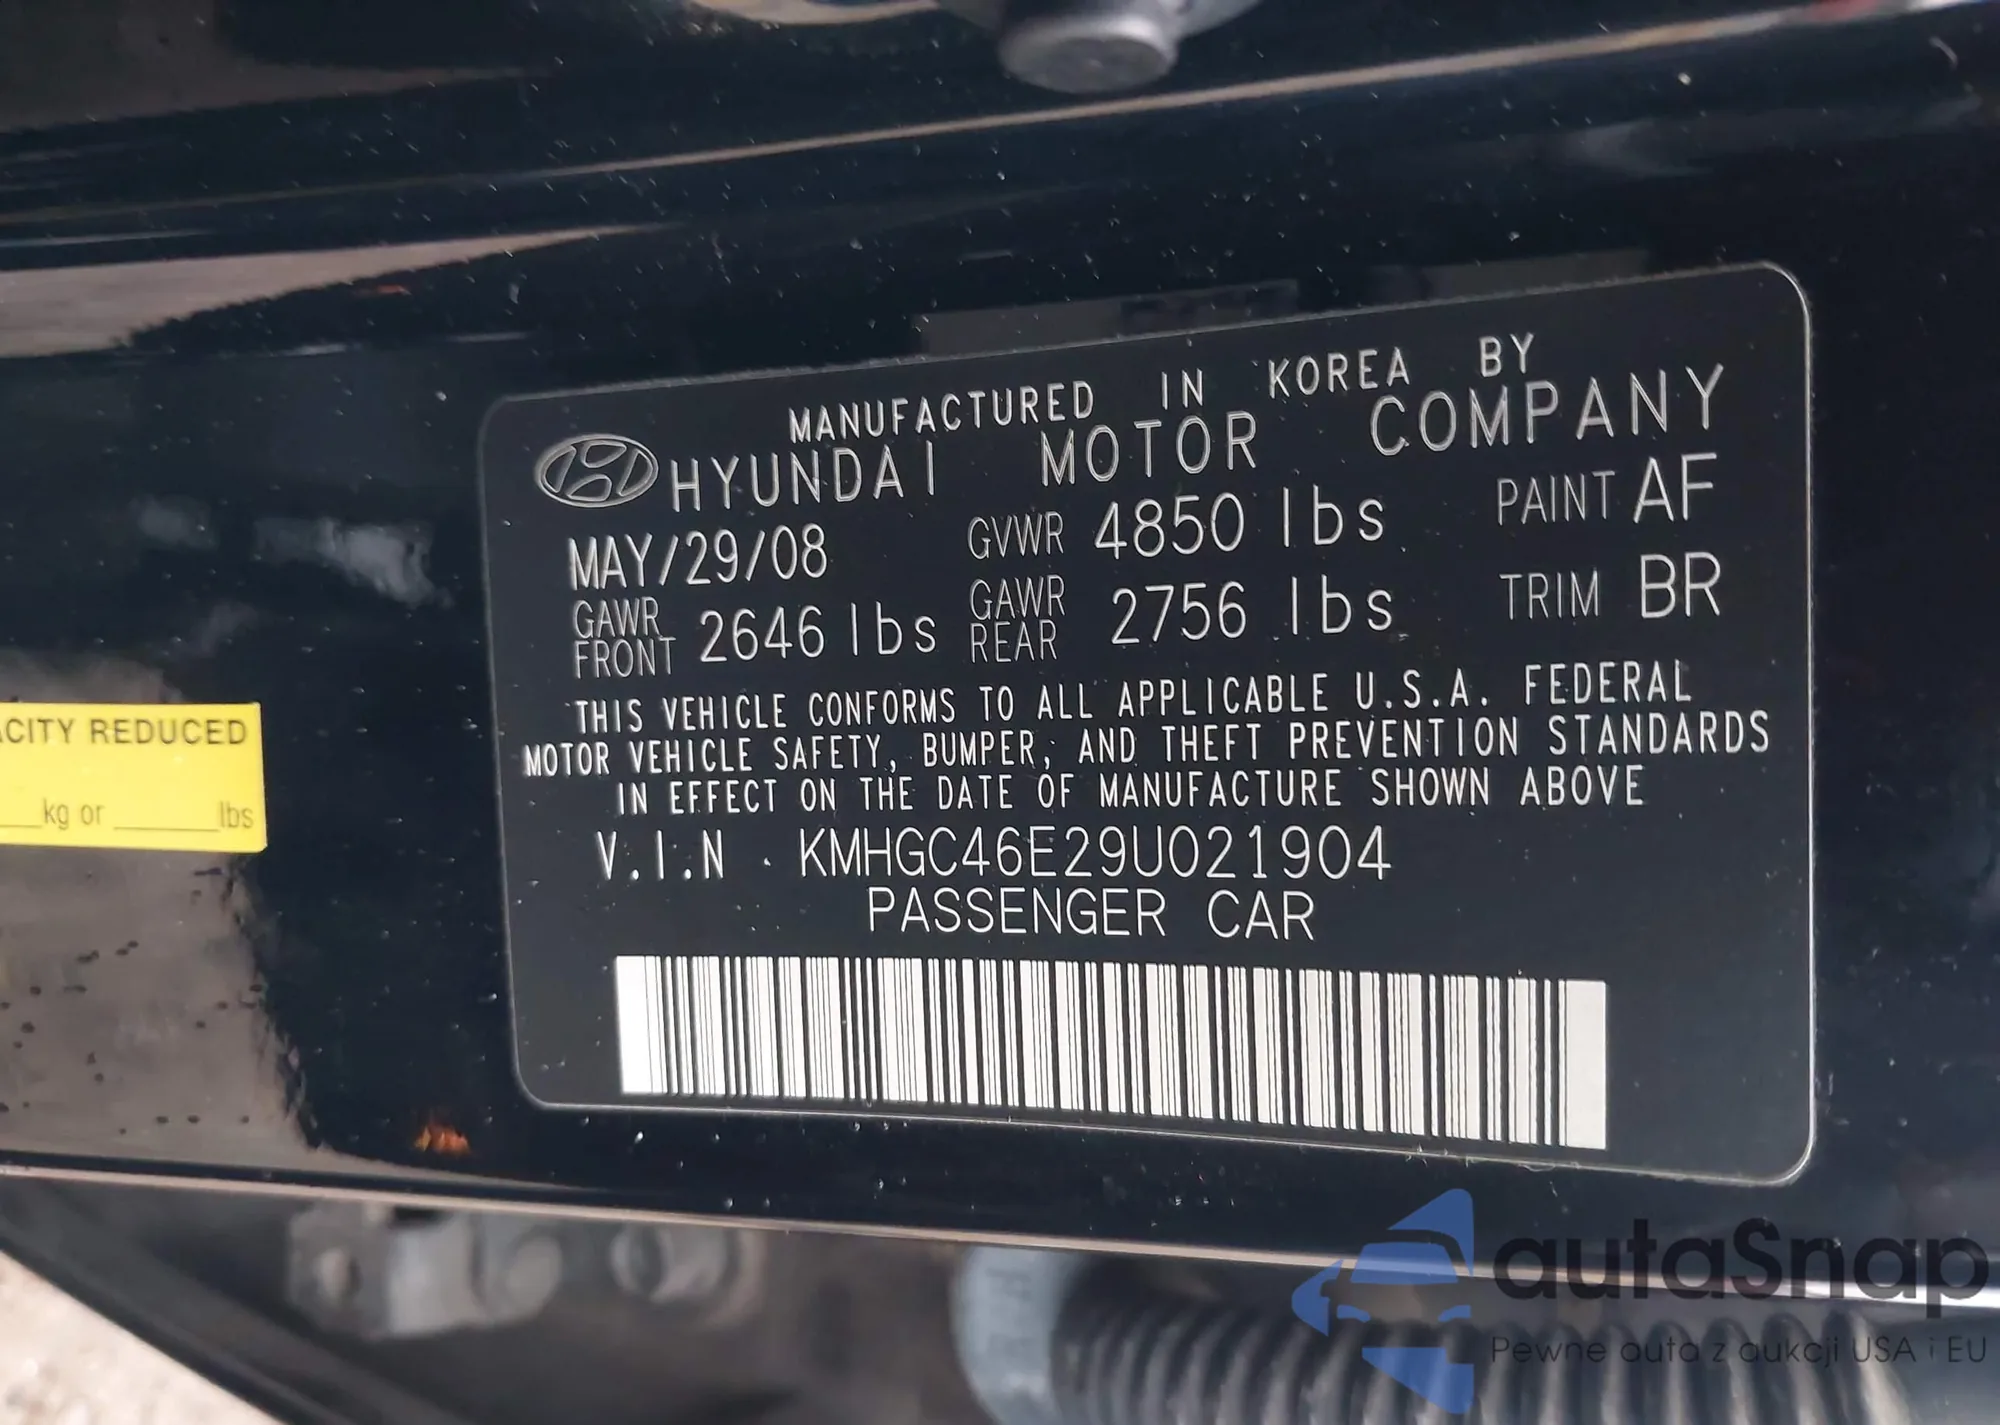 MANUFACTURED IN KOREA BY
HYUNDAI MOTOR COMPANY
MAY/29/08 GVWR 4850 lbs PAINT AF
GAWR FRONT 2646 lbs GAWR REAR 2756 lbs TRIM BR
THIS VEHICLE CONFORMS TO ALL APPLICABLE U.S.A. FEDERAL
MOTOR VEHICLE SAFETY, BUMPER, AND THEFT PREVENTION STANDARDS
IN EFFECT ON THE DATE OF MANUFACTURE SHOWN ABOVE
V.I.N. KMHGC46E29U021904
PASSENGER CAR
ACITY REDUCED
____kg or ______lbs
autaSnap
Pewne auta z aukcji USA i EU